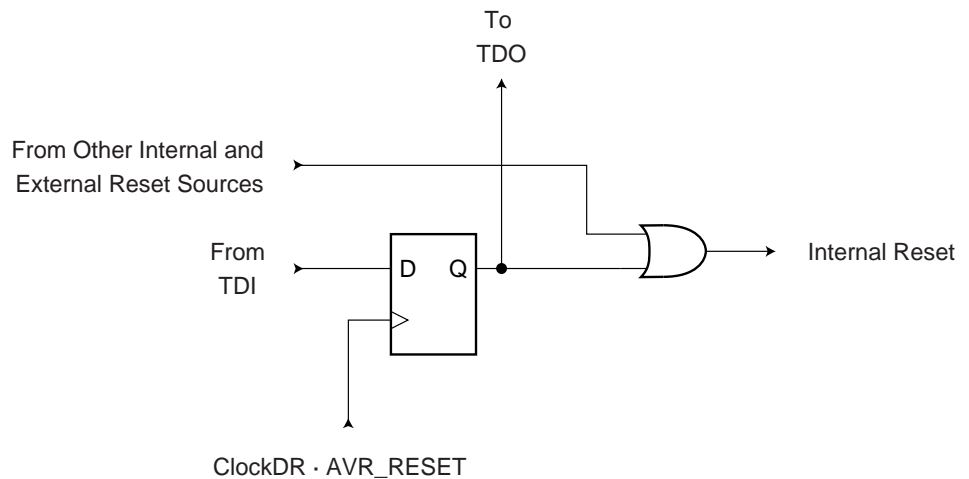 To
TDO
From Other Internal and
External Reset Sources
From
TDI
D Q
Internal Reset
ClockDR · AVR_RESET